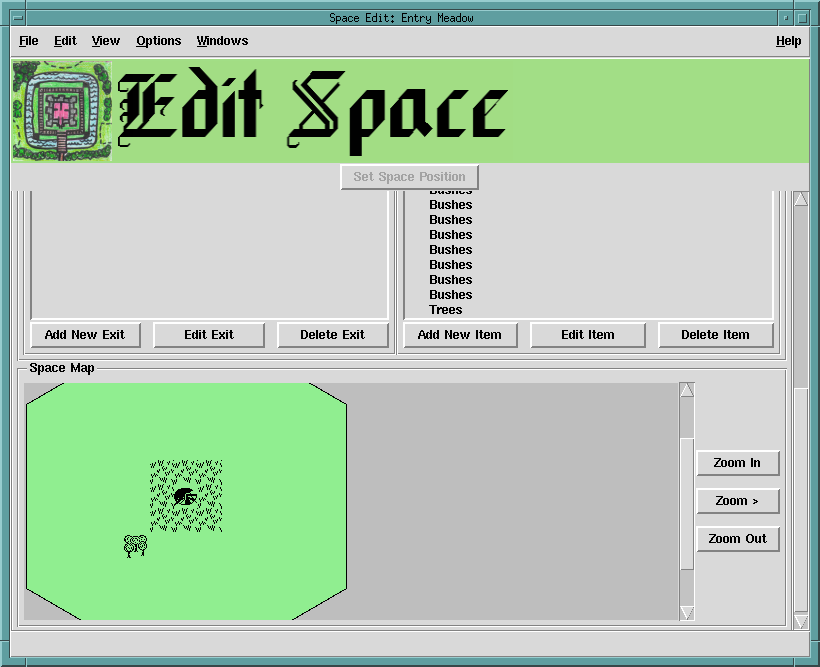 Space Edit: Entry Meadow
File Edit View Options Windows Help
Edit Space
Set Space Position
Bushes
Bushes
Bushes
Bushes
Bushes
Bushes
Bushes
Bushes
Trees
Add New Exit Edit Exit Delete Exit Add New Item Edit Item Delete Item
Space Map
Zoom In
Zoom >
Zoom Out